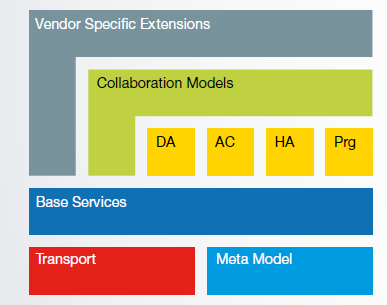 Vendor Specific Extensions
Collaboration Models
DA AC HA Prg
Base Services
Transport Meta Model